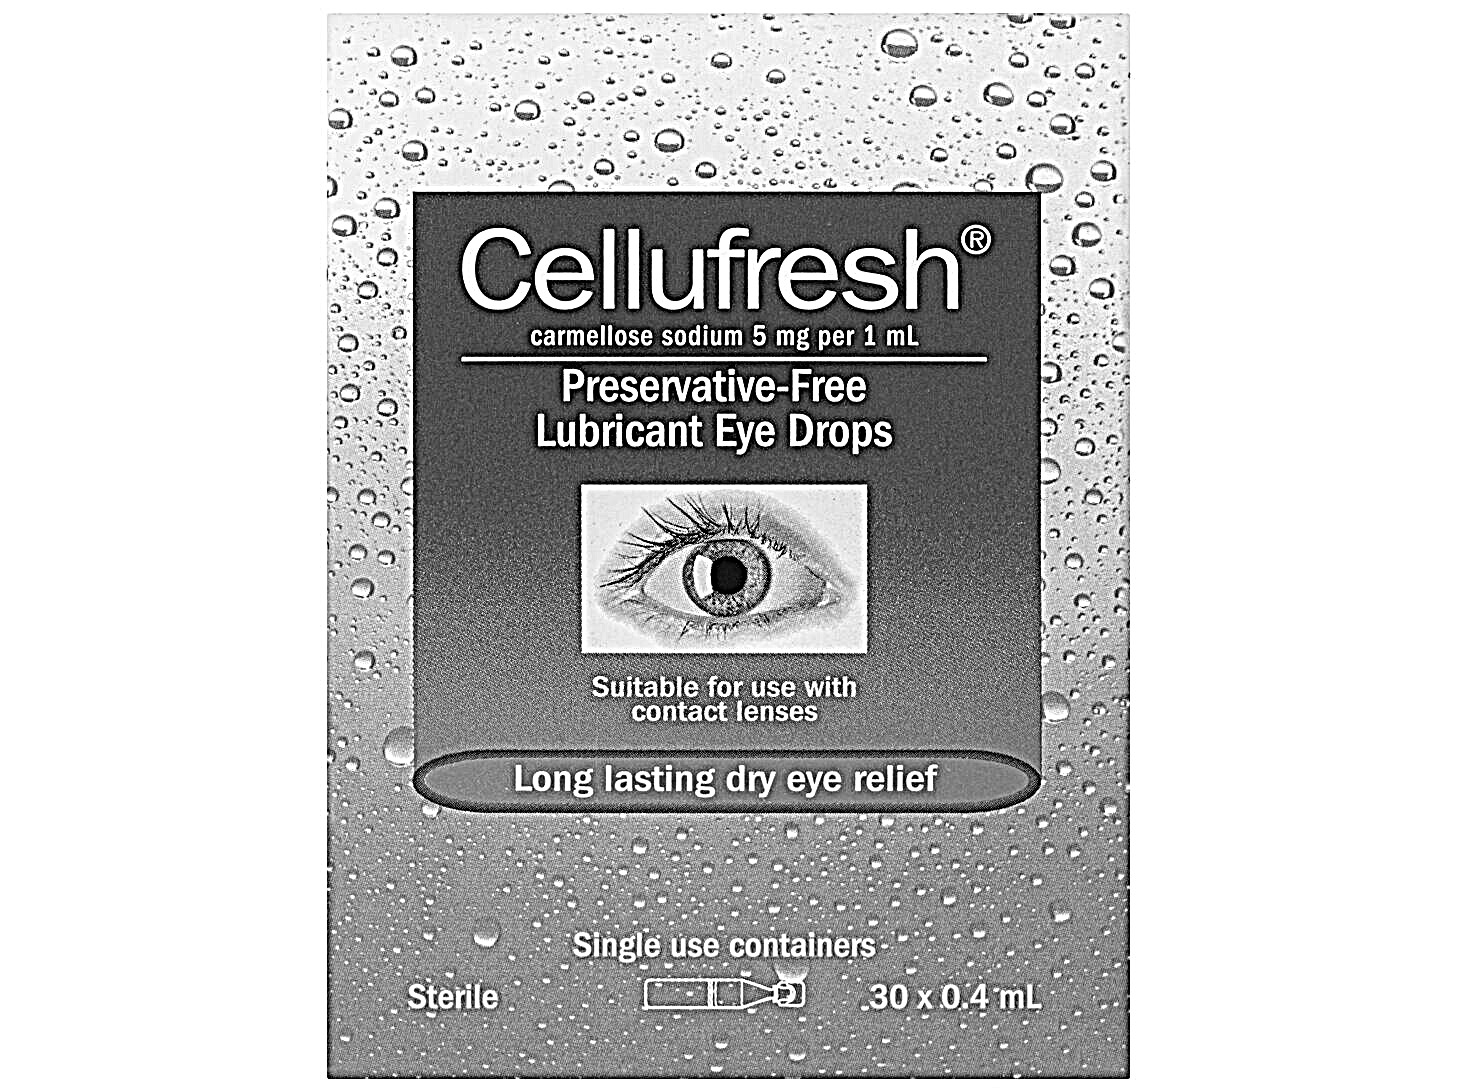 Cellufresh®
carmellose sodium 5 mg per 1 mL
Preservative-Free
Lubricant Eye Drops
Suitable for use with
contact lenses
Long lasting dry eye relief
Single use containers
Sterile
30 x 0.4 mL